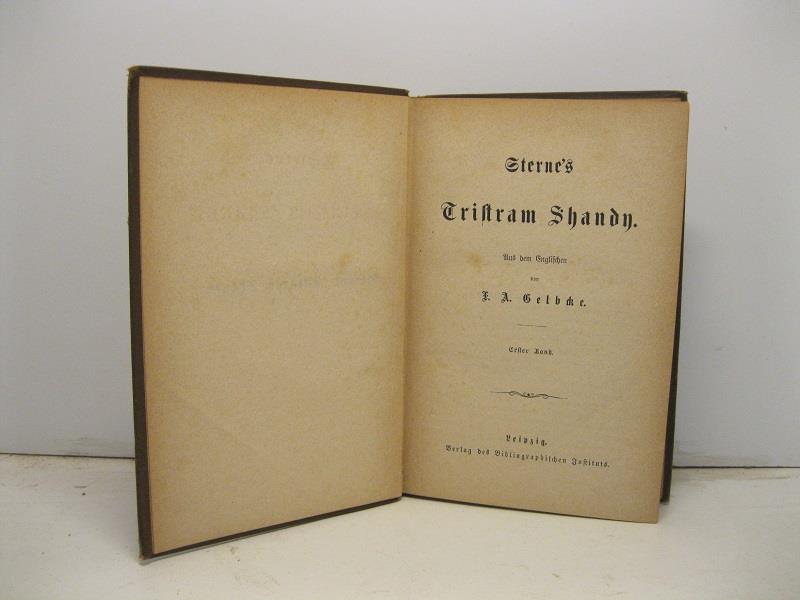 Sterne's
Tristram Shandy.
Aus dem Englischen
von
F. A. Gelbcke.
Erster Band.
Leipzig.
Verlag des Bibliographischen Instituts.